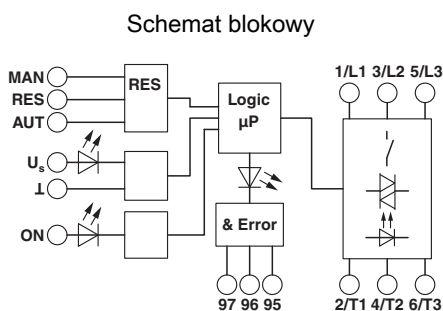 Schemat blokowy
1/L1 3/L2 5/L3
MAN
RES
AUT
RES
Logic
µP
Us
⊥
ON
& Error
97 96 95
2/T1 4/T2 6/T3